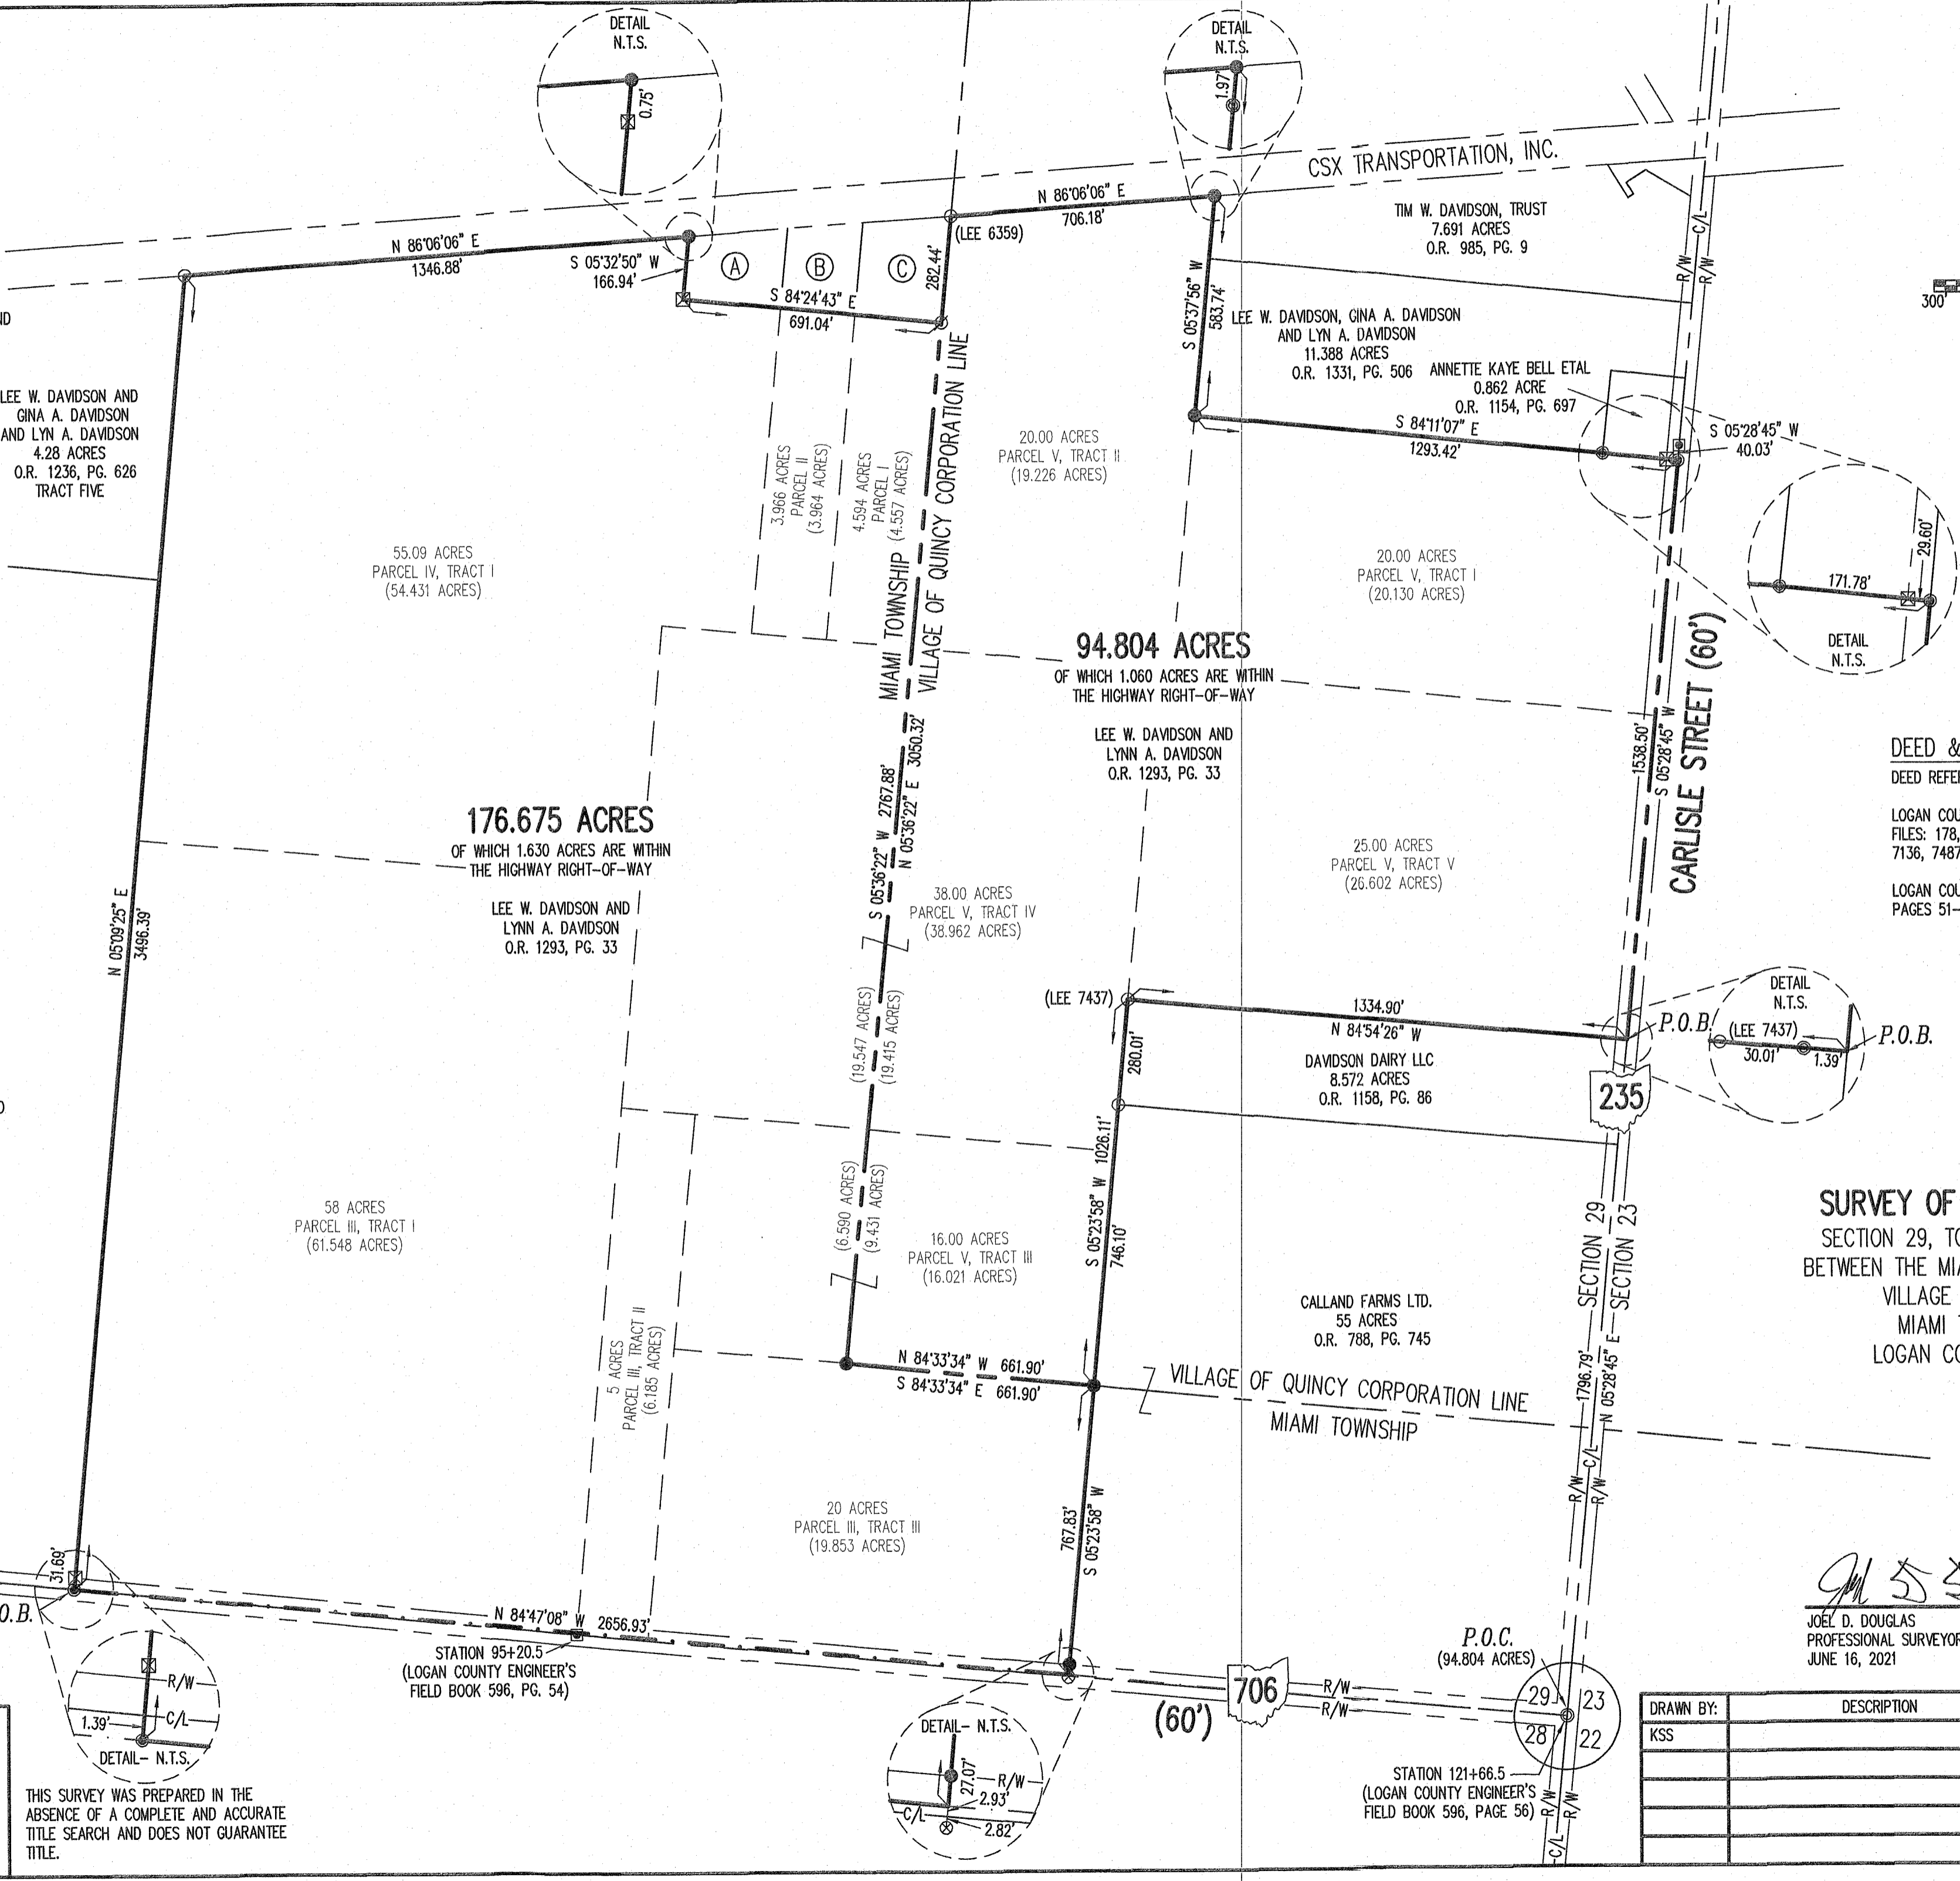 DETAIL
N.T.S.
0.75'
DETAIL
N.T.S.
1.97'
CSX TRANSPORTATION, INC.
N 86°06'06" E
1346.88'
S 05°32'50" W
166.94'
A
B
C
S 84°24'43" E
691.04'
282.44'
(LEE 6359)
N 86°06'06" E
706.18'
S 05°37'56" W
583.74'
TIM W. DAVIDSON, TRUST
7.691 ACRES
O.R. 985, PG. 9
C/L
R/W
R/W
300'
LEE W. DAVIDSON, GINA A. DAVIDSON
AND LYN A. DAVIDSON
11.388 ACRES
O.R. 1331, PG. 506
ANNETTE KAYE BELL ETAL
0.862 ACRE
O.R. 1154, PG. 697
S 84°11'07" E
1293.42'
S 05°28'45" W
40.03'
171.78'
29.60'
DETAIL
N.T.S.
LEE W. DAVIDSON AND
GINA A. DAVIDSON
AND LYN A. DAVIDSON
4.28 ACRES
O.R. 1236, PG. 626
TRACT FIVE
55.09 ACRES
PARCEL IV, TRACT I
(54.431 ACRES)
3.966 ACRES
PARCEL II
(3.964 ACRES)
4.594 ACRES
PARCEL I
(4.557 ACRES)
MIAMI TOWNSHIP
VILLAGE OF QUINCY CORPORATION LINE
20.00 ACRES
PARCEL V, TRACT II
(19.226 ACRES)
20.00 ACRES
PARCEL V, TRACT I
(20.130 ACRES)
94.804 ACRES
OF WHICH 1.060 ACRES ARE WITHIN
THE HIGHWAY RIGHT-OF-WAY
LEE W. DAVIDSON AND
LYNN A. DAVIDSON
O.R. 1293, PG. 33
1538.50'
S 05°28'45" W
CARLISLE STREET (60')
DEED &
DEED REFE
LOGAN COU
FILES: 178,
7136, 7487
LOGAN COU
PAGES 51-
176.675 ACRES
OF WHICH 1.630 ACRES ARE WITHIN
THE HIGHWAY RIGHT-OF-WAY
LEE W. DAVIDSON AND
LYNN A. DAVIDSON
O.R. 1293, PG. 33
N 05°09'25" E
3496.39'
S 05°36'22" W 2767.88'
N 05°36'22" E 3050.32'
38.00 ACRES
PARCEL V, TRACT IV
(38.962 ACRES)
25.00 ACRES
PARCEL V, TRACT V
(26.602 ACRES)
(19.547 ACRES)
(19.415 ACRES)
(LEE 7437)
1334.90'
N 84°54'26" W
280.01'
DAVIDSON DAIRY LLC
8.572 ACRES
O.R. 1158, PG. 86
P.O.B.
235
DETAIL
N.T.S.
(LEE 7437)
30.01'
1.39'
P.O.B.
58 ACRES
PARCEL III, TRACT I
(61.548 ACRES)
(6.590 ACRES)
(9.431 ACRES)
16.00 ACRES
PARCEL V, TRACT III
(16.021 ACRES)
S 05°23'58" W 1026.11'
746.10'
CALLAND FARMS LTD.
55 ACRES
O.R. 788, PG. 745
SECTION 29
SECTION 23
1796.79'
N 05°28'45" E
SURVEY OF
SECTION 29, TO
BETWEEN THE MIA
VILLAGE
MIAMI
LOGAN CO
5 ACRES
PARCEL III, TRACT II
(6.185 ACRES)
N 84°33'34" W 661.90'
S 84°33'34" E 661.90'
VILLAGE OF QUINCY CORPORATION LINE
MIAMI TOWNSHIP
C/L
R/W
R/W
20 ACRES
PARCEL III, TRACT III
(19.853 ACRES)
767.83'
S 05°23'58" W
31.69'
O.B.
N 84°47'08" W 2656.93'
STATION 95+20.5
(LOGAN COUNTY ENGINEER'S
FIELD BOOK 596, PG. 54)
R/W
C/L
1.39'
DETAIL- N.T.S.
DETAIL- N.T.S.
27.07'
R/W
2.93'
C/L
2.82'
706
(60')
R/W
R/W
P.O.C.
(94.804 ACRES)
29
23
28
22
STATION 121+66.5
(LOGAN COUNTY ENGINEER'S
FIELD BOOK 596, PAGE 56)
R/W
R/W
C/L
JOEL D. DOUGLAS
PROFESSIONAL SURVEYOR
JUNE 16, 2021
DRAWN BY:
DESCRIPTION
KSS
THIS SURVEY WAS PREPARED IN THE
ABSENCE OF A COMPLETE AND ACCURATE
TITLE SEARCH AND DOES NOT GUARANTEE
TITLE.